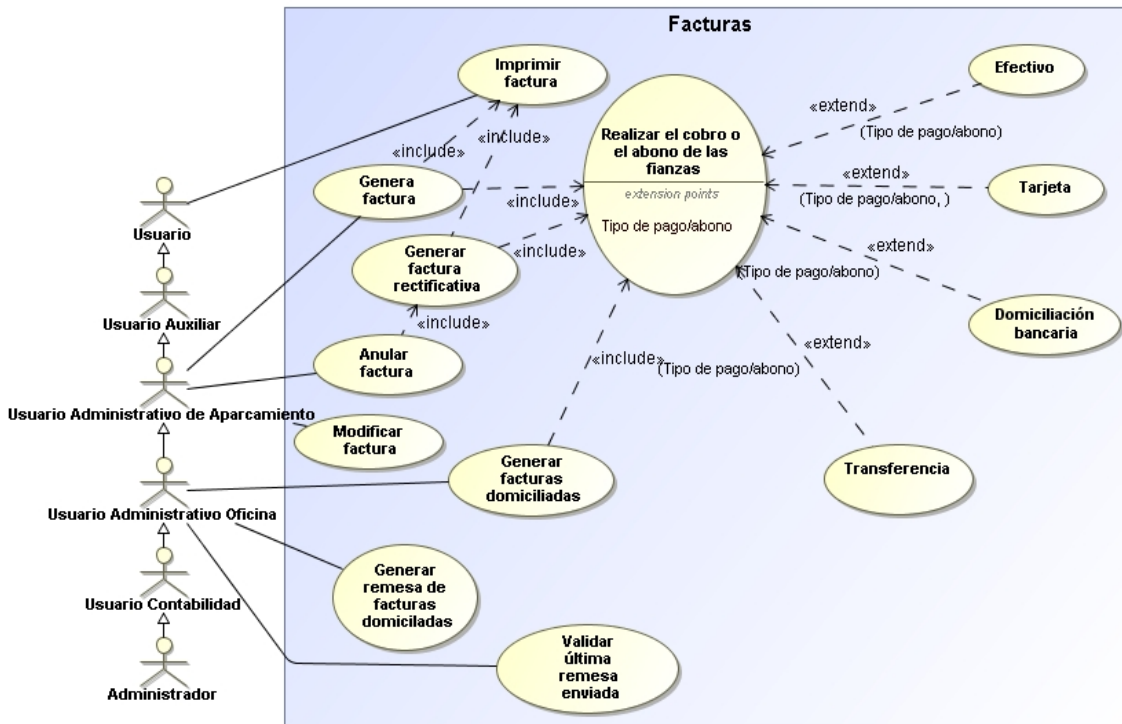 Facturas
Imprimir
factura
Efectivo
«extend»
(Tipo de pago/abono)
«include»
«include»
Realizar el cobro o
el abono de las
fianzas
extension points
Tipo de pago/abono
Genera
factura
«include»
«extend»
(Tipo de pago/abono, )
Tarjeta
Usuario
Generar
factura
rectificativa
«include»
«extend»
(Tipo de pago/abono)
Usuario Auxiliar
«include»
Domiciliación
bancaria
Anular
factura
«include»
(Tipo de pago/abono)
«extend»
Usuario Administrativo de Aparcamiento
Modificar
factura
Generar
facturas
domiciliadas
Transferencia
Usuario Administrativo Oficina
Generar
remesa de
facturas
domiciladas
Usuario Contabilidad
Validar
última
remesa
enviada
Administrador